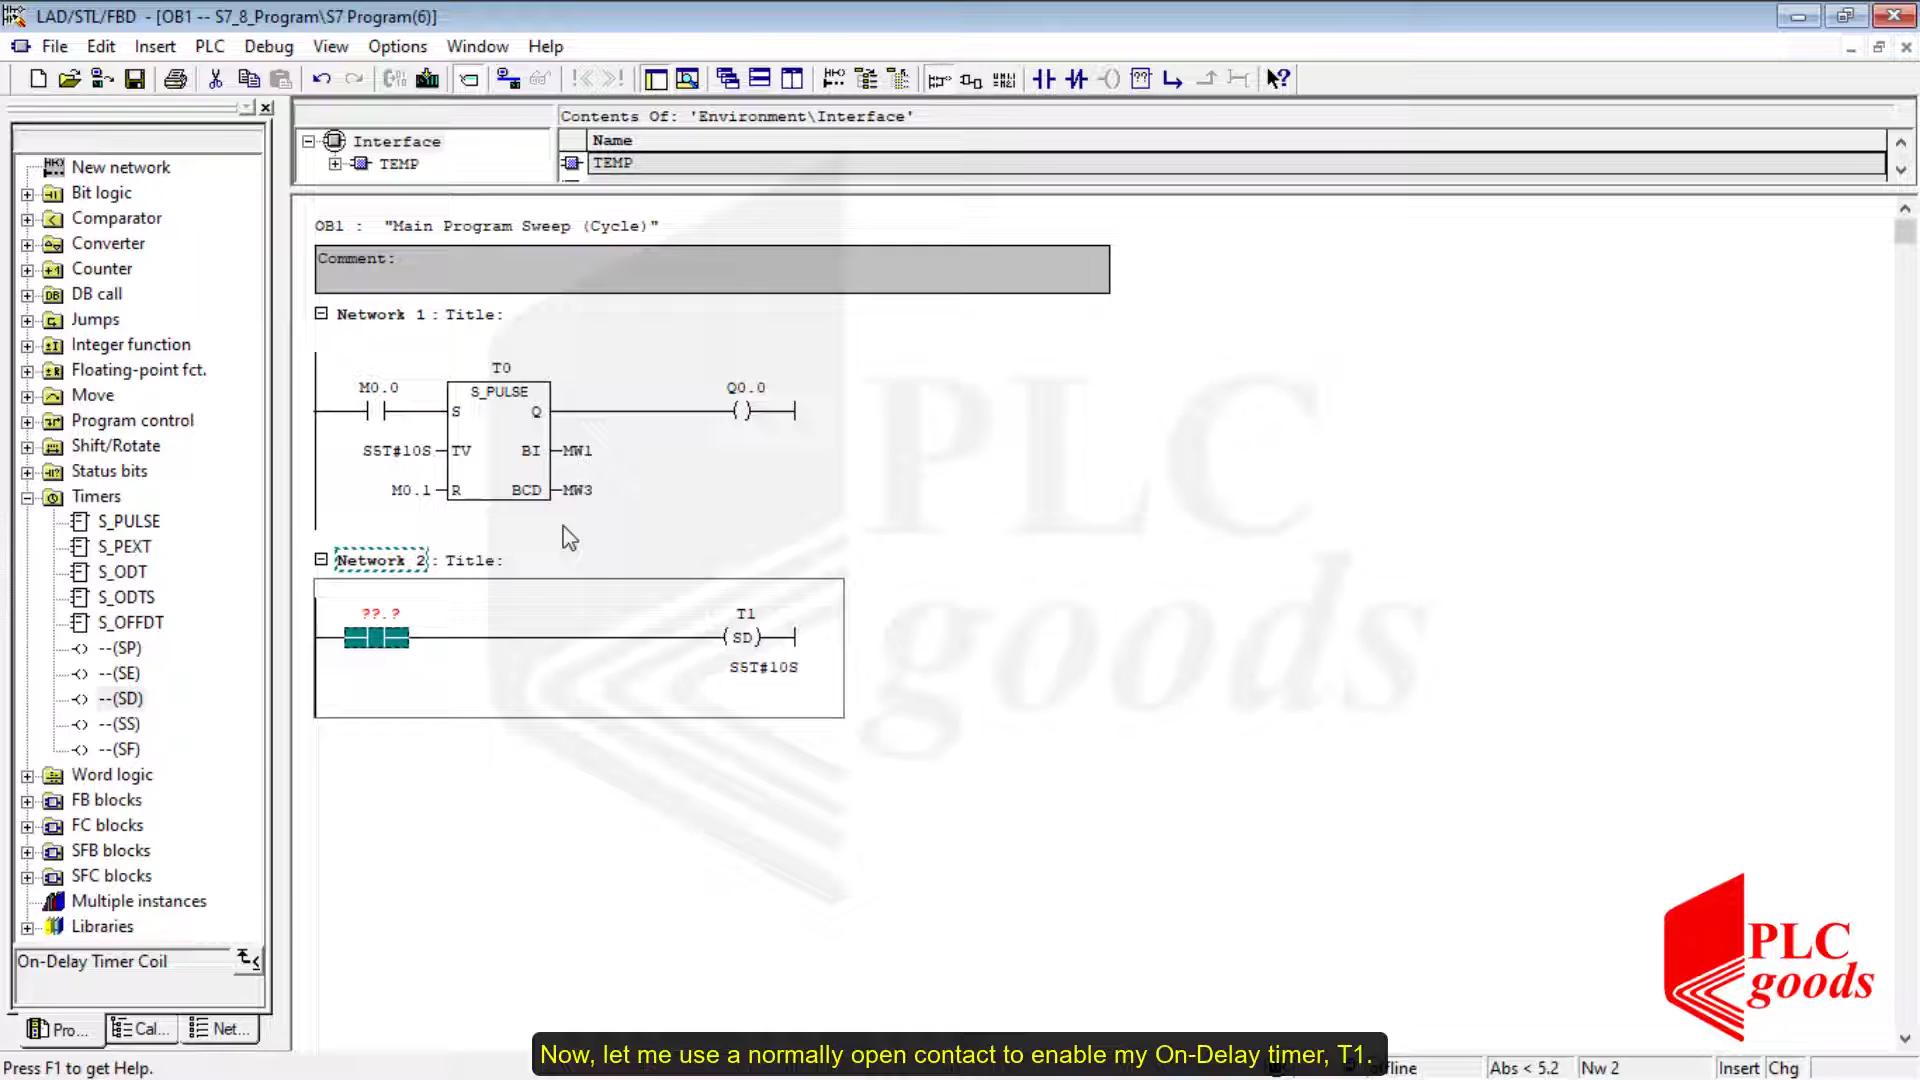 LAD/STL/FBD - [OB1 -- S7_8_Program\S7 Program(6)]
File Edit Insert PLC Debug View Options Window Help
Contents Of: 'Environment\Interface'
Interface
TEMP
Name
TEMP
New network
Bit logic
Comparator
Converter
Counter
DB call
Jumps
Integer function
Floating-point fct.
Move
Program control
Shift/Rotate
Status bits
Timers
S_PULSE
S_PEXT
S_ODT
S_ODTS
S_OFFDT
--(SP)
--(SE)
--(SD)
--(SS)
--(SF)
Word logic
FB blocks
FC blocks
SFB blocks
SFC blocks
Multiple instances
Libraries
On-Delay Timer Coil
Pro... Cal... Net...
OB1 : "Main Program Sweep (Cycle)"
Comment:
Network 1 : Title:
T0
M0.0 S_PULSE Q0.0
S Q
S5T#10S TV BI MW1
M0.1 R BCD MW3
Network 2 : Title:
??.? T1
SD
S5T#10S
PLC
goods
PLC
goods
Now, let me use a normally open contact to enable my On-Delay timer, T1.
Press F1 to get Help.
Abs < 5.2 Nw 2 Insert Chg